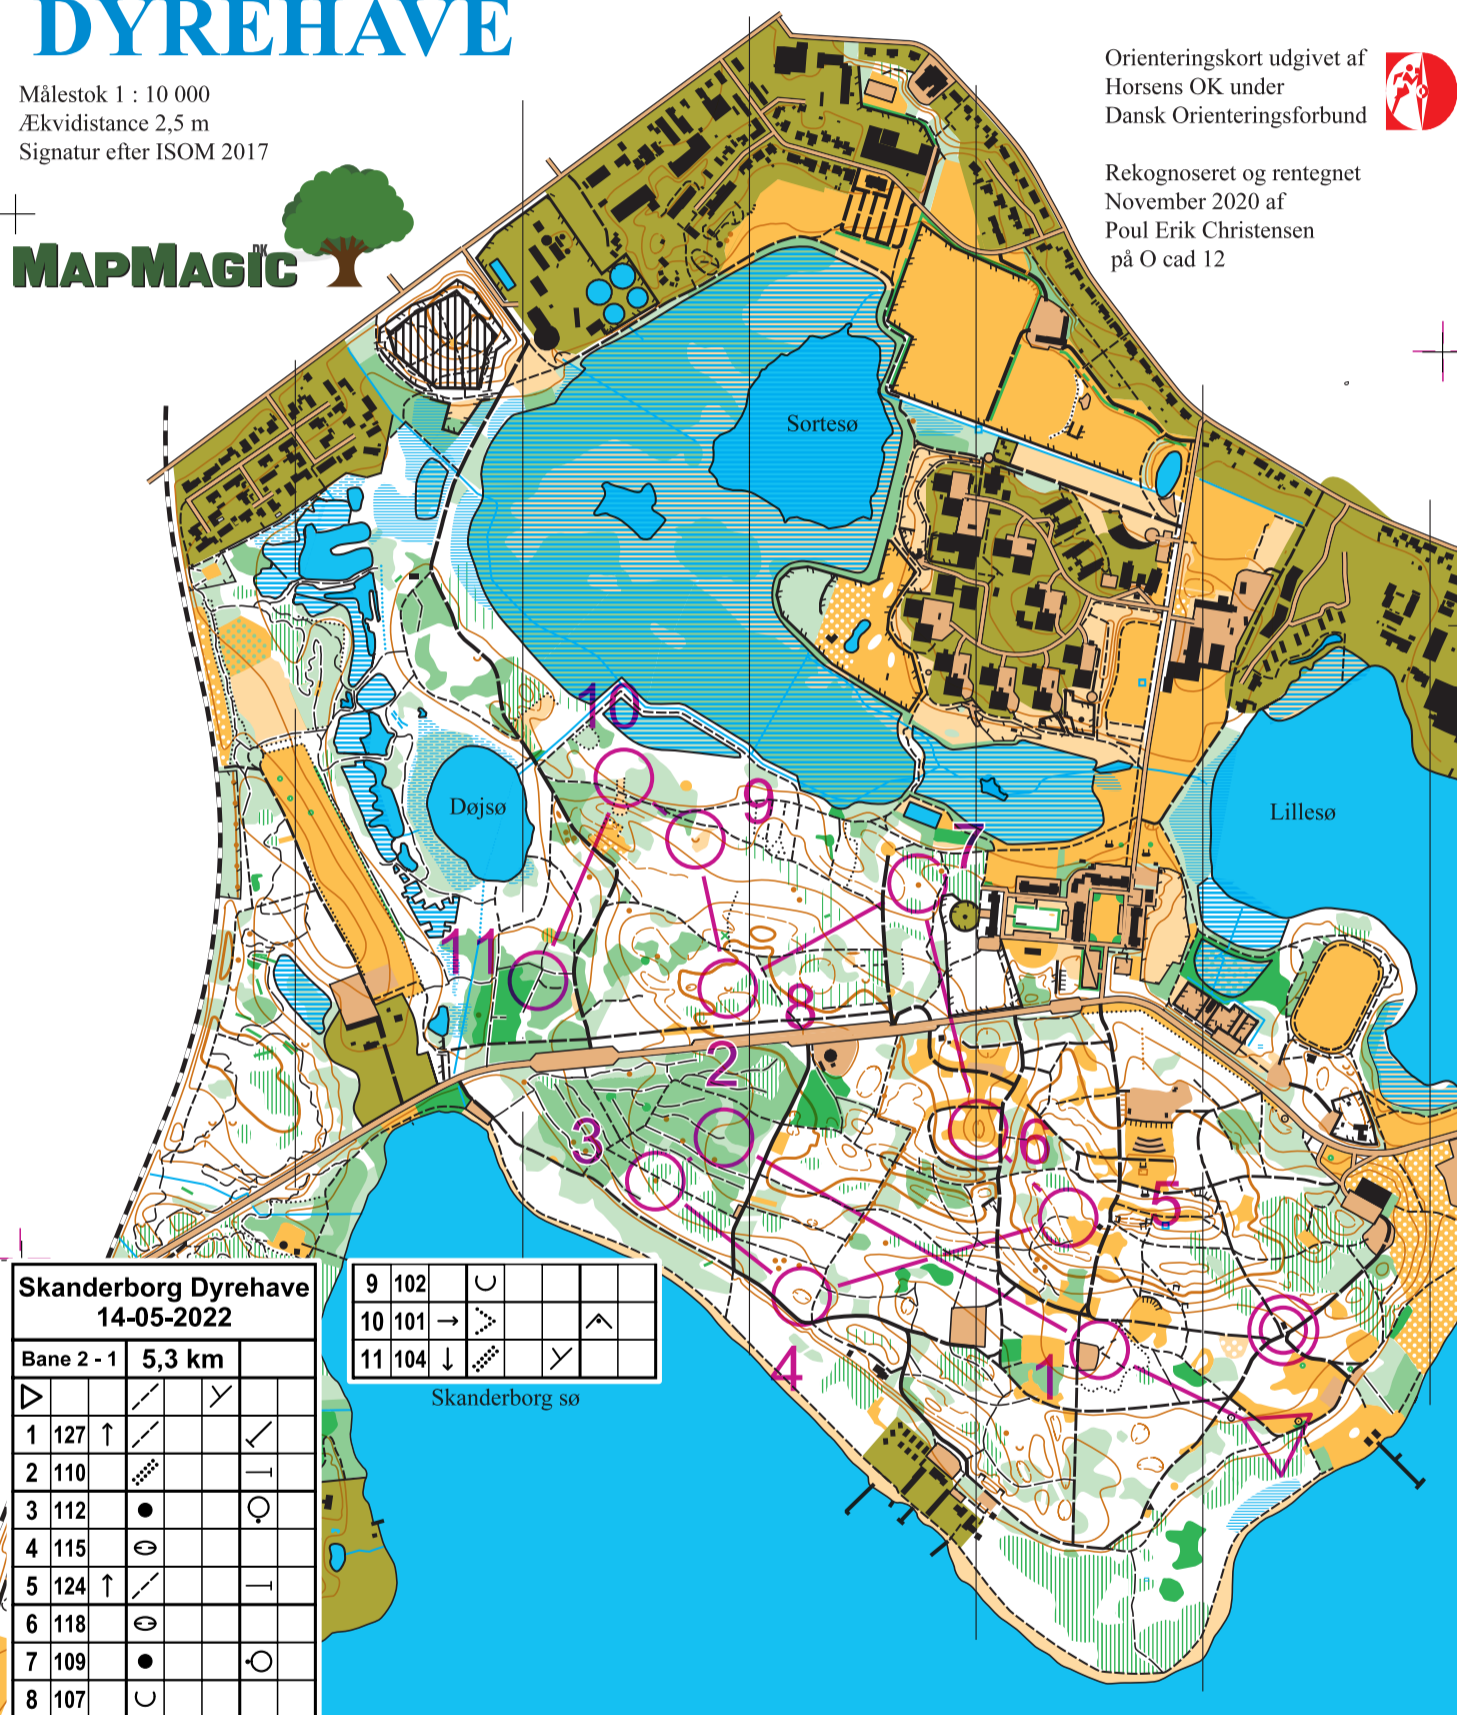 DYREHAVE
Målestok 1 : 10 000
Ækvidistance 2,5 m
Signatur efter ISOM 2017
MAPMAGIC
DK
Orienteringskort udgivet af
Horsens OK under
Dansk Orienteringsforbund
Rekognoseret og rentegnet
November 2020 af
Poul Erik Christensen
på O cad 12
Sortesø
10
Døjsø
9
Lillesø
7
11
8
2
3
6
5
4
1
Skanderborg Dyrehave
14-05-2022
Bane 2 - 1 5,3 km
1 127
2 110
3 112
4 115
5 124
6 118
7 109
8 107
9 102
10 101
11 104
Skanderborg sø